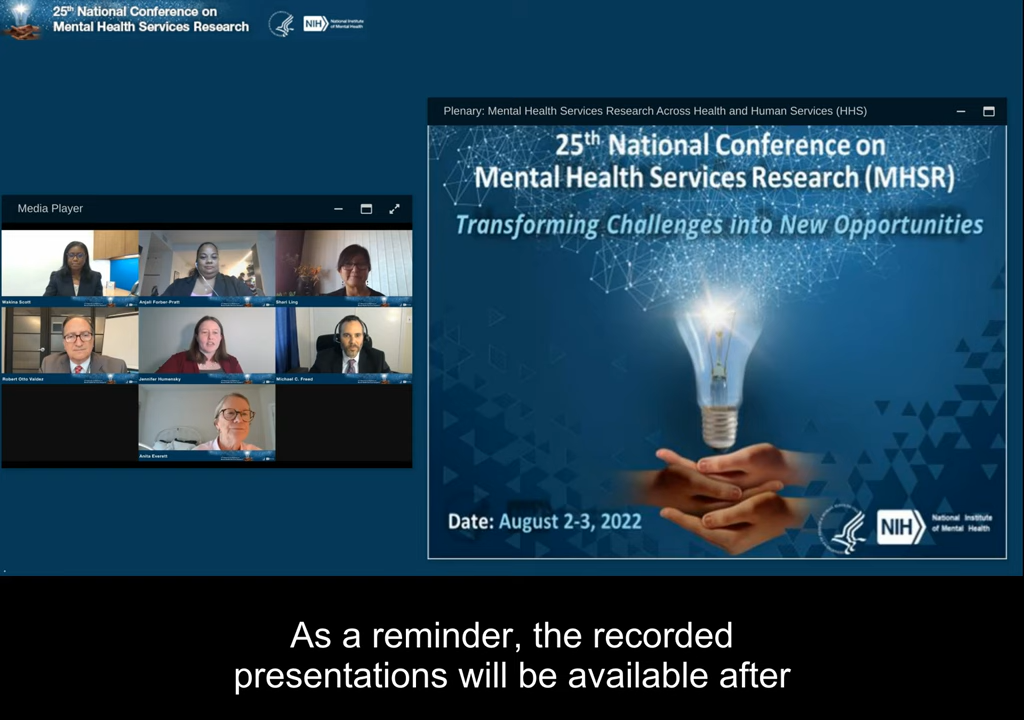 25th National Conference on
Mental Health Services Research
NIH
National Institute
of Mental Health
Plenary: Mental Health Services Research Across Health and Human Services (HHS)
25th National Conference on
Mental Health Services Research (MHSR)
Transforming Challenges into New Opportunities
Media Player
Wakina Scott
Anjali Forber-Pratt
Shari Ling
Robert Otto Valdez
Jennifer Humensky
Michael C. Freed
Anita Everett
Date: August 2-3, 2022
NIH
National Institute
of Mental Health
As a reminder, the recorded
presentations will be available after